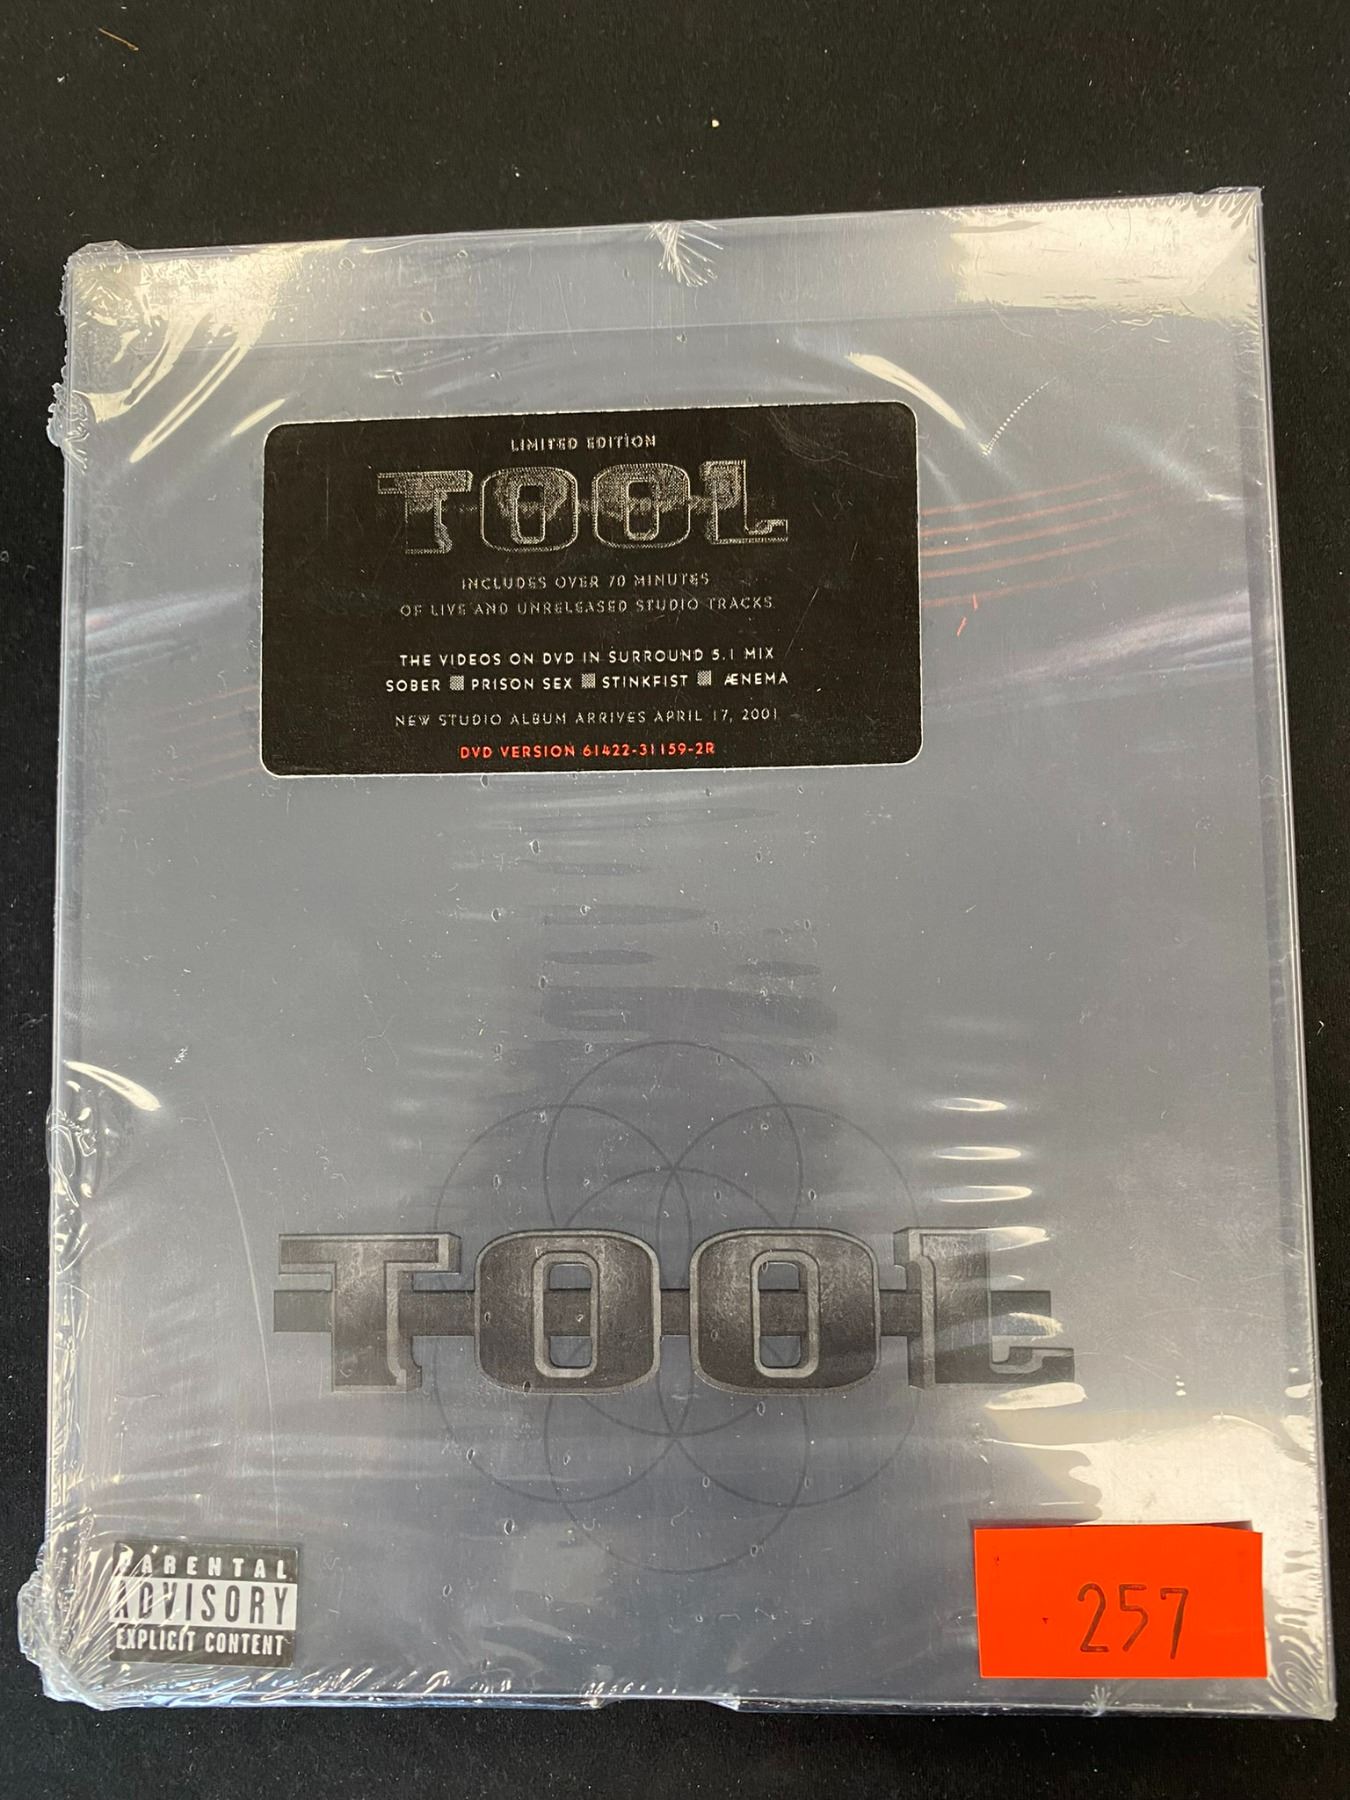 LIMITED EDITION
TOOL
INCLUDES OVER 70 MINUTES
OF LIVE AND UNRELEASED STUDIO TRACKS
THE VIDEOS ON DVD IN SURROUND 5.1 MIX
SOBER ▩ PRISON SEX ▩ STINKFIST ▩ ÆNEMA
NEW STUDIO ALBUM ARRIVES APRIL 17, 2001
DVD VERSION 61422-31159-2R
TOOL
PARENTAL
ADVISORY
EXPLICIT CONTENT
257